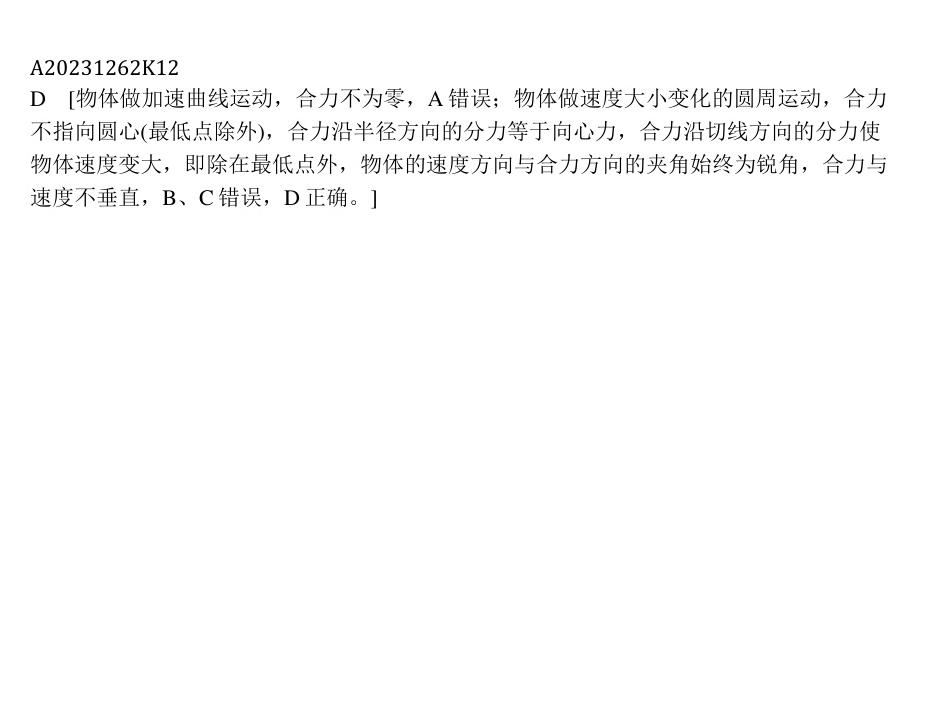 A20231262K12
D　[物体做加速曲线运动，合力不为零，A 错误；物体做速度大小变化的圆周运动，合力
不指向圆心(最低点除外)，合力沿半径方向的分力等于向心力，合力沿切线方向的分力使
物体速度变大，即除在最低点外，物体的速度方向与合力方向的夹角始终为锐角，合力与
速度不垂直，B、C 错误，D 正确。]